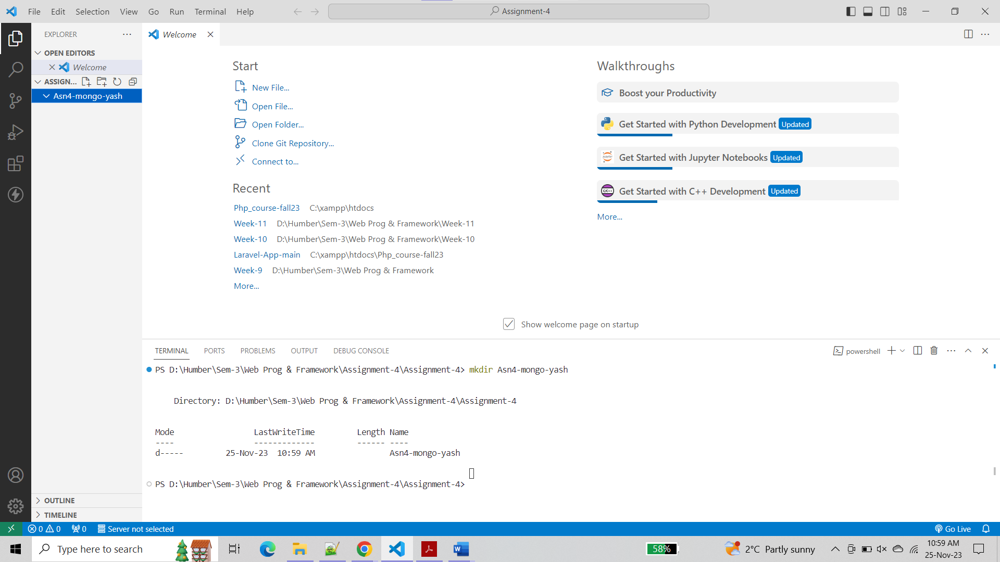 File Edit Selection View Go Run Terminal Help
Assignment-4
EXPLORER
Welcome
OPEN EDITORS
Welcome
ASSIGN...
Asn4-mongo-yash
OUTLINE
TIMELINE
Start
New File...
Open File...
Open Folder...
Clone Git Repository...
Connect to...
Recent
Php_course-fall23 C:\xampp\htdocs
Week-11 D:\Humber\Sem-3\Web Prog & Framework\Week-11
Week-10 D:\Humber\Sem-3\Web Prog & Framework\Week-10
Laravel-App-main C:\xampp\htdocs\Php_course-fall23
Week-9 D:\Humber\Sem-3\Web Prog & Framework
More...
Walkthroughs
Boost your Productivity
Get Started with Python Development Updated
Get Started with Jupyter Notebooks Updated
Get Started with C++ Development Updated
More...
Show welcome page on startup
TERMINAL PORTS PROBLEMS OUTPUT DEBUG CONSOLE
powershell
PS D:\Humber\Sem-3\Web Prog & Framework\Assignment-4\Assignment-4> mkdir Asn4-mongo-yash
Directory: D:\Humber\Sem-3\Web Prog & Framework\Assignment-4\Assignment-4
Mode LastWriteTime Length Name
---- ------------- ------ ----
d----- 25-Nov-23 10:59 AM Asn4-mongo-yash
PS D:\Humber\Sem-3\Web Prog & Framework\Assignment-4\Assignment-4>
0 0 0 Server not selected
Go Live
Type here to search
58%
2°C Partly sunny
10:59 AM
25-Nov-23